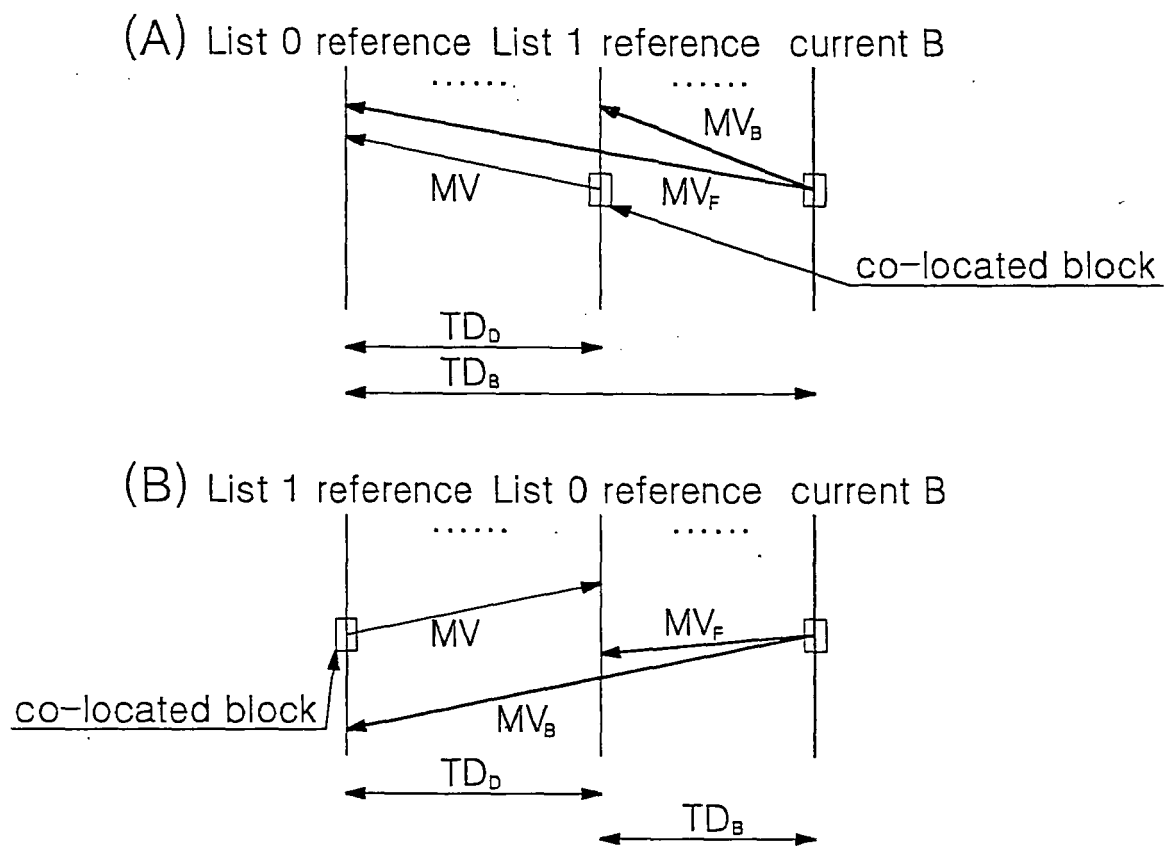 (A) List 0 reference List 1 reference current B
...... ......
MV_B
MV MV_F
co-located block
TD_D
TD_B
(B) List 1 reference List 0 reference current B
...... ......
MV MV_F
co-located block
MV_B
TD_D
TD_B